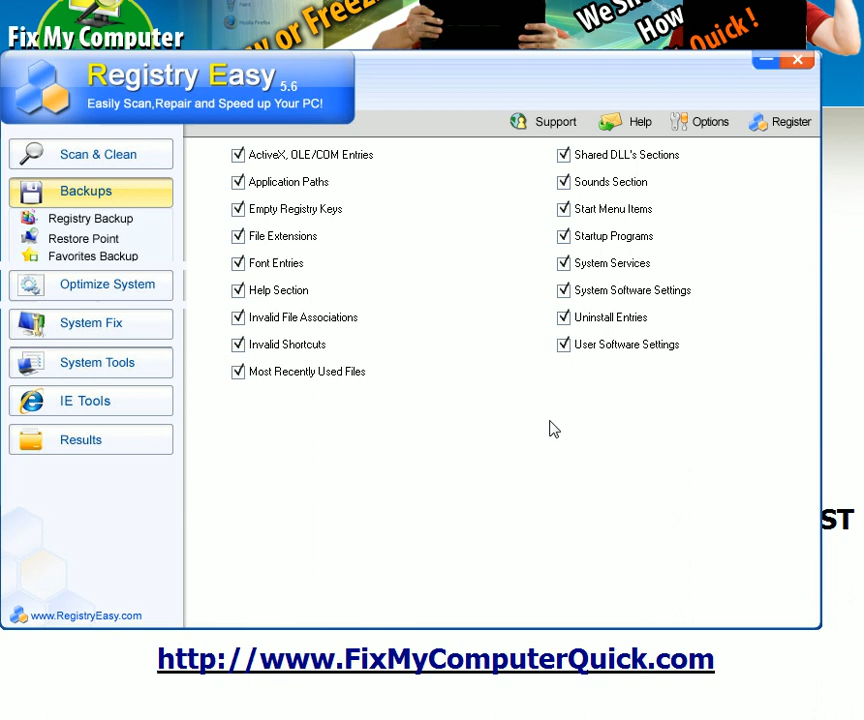 Fix My Computer
w or Freez
We S
How
Quick !
Registry Easy 5.6
Easily Scan,Repair and Speed up Your PC!
Support
Help
Options
Register
Scan & Clean
Backups
Registry Backup
Restore Point
Favorites Backup
Optimize System
System Fix
System Tools
IE Tools
Results
ActiveX, OLE/COM Entries
Application Paths
Empty Registry Keys
File Extensions
Font Entries
Help Section
Invalid File Associations
Invalid Shortcuts
Most Recently Used Files
Shared DLL's Sections
Sounds Section
Start Menu Items
Startup Programs
System Services
System Software Settings
Uninstall Entries
User Software Settings
ST
www.RegistryEasy.com
http://www.FixMyComputerQuick.com